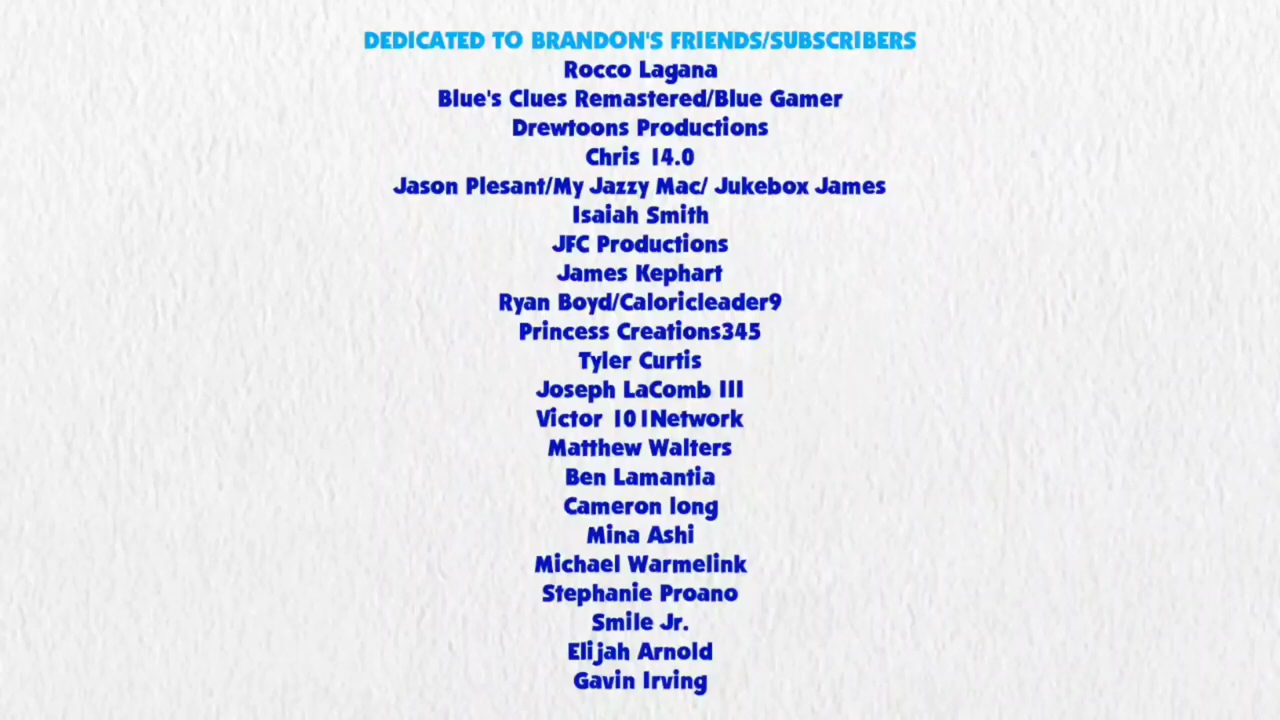 DEDICATED TO BRANDON'S FRIENDS/SUBSCRIBERS
Rocco Lagana
Blue's Clues Remastered/Blue Gamer
Drewtoons Productions
Chris 14.0
Jason Plesant/My Jazzy Mac/ Jukebox James
Isaiah Smith
JFC Productions
James Kephart
Ryan Boyd/Caloricleader9
Princess Creations345
Tyler Curtis
Joseph LaComb III
Victor 101Network
Matthew Walters
Ben Lamantia
Cameron long
Mina Ashi
Michael Warmelink
Stephanie Proano
Smile Jr.
Elijah Arnold
Gavin Irving